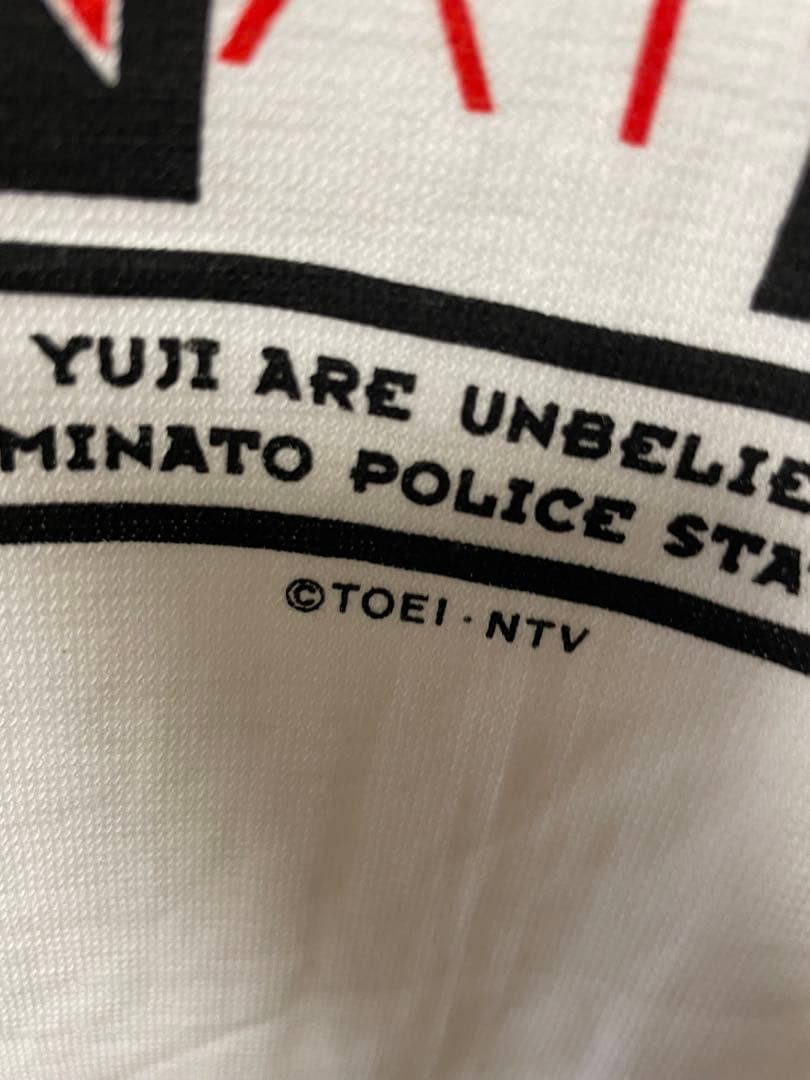 YUJI ARE UNBELIE
MINATO POLICE STA
©TOEI・NTV